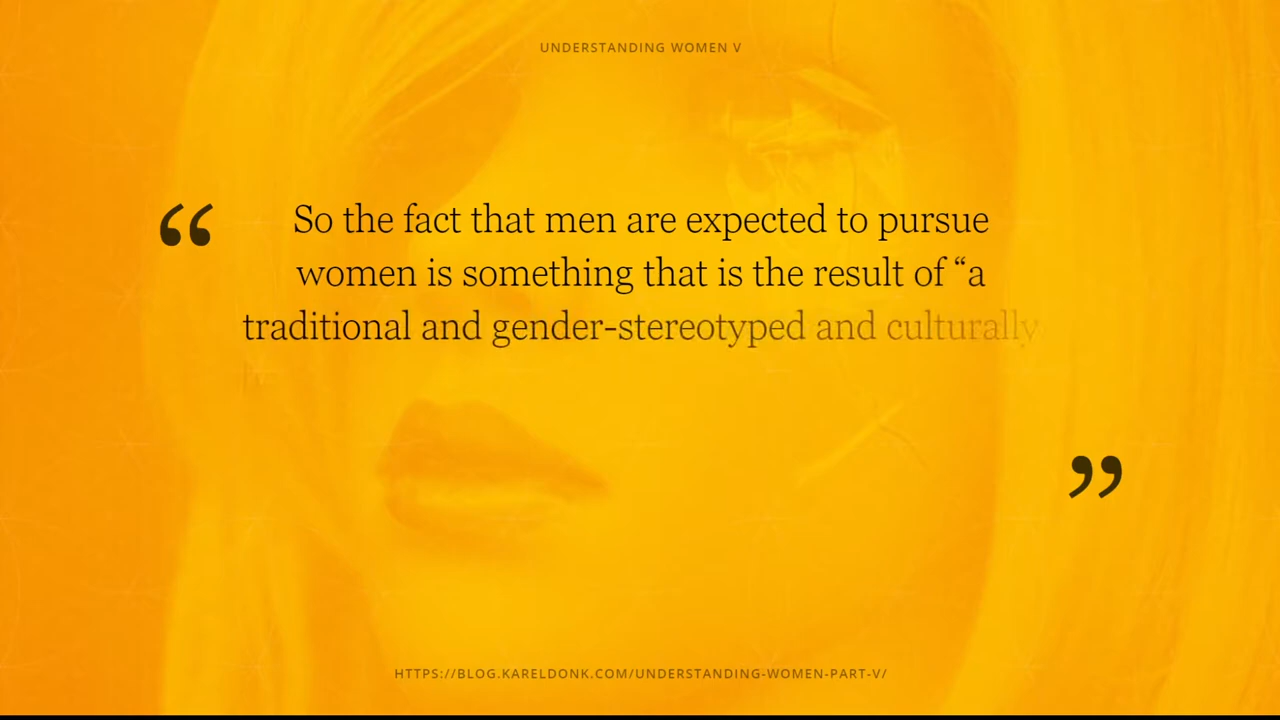 UNDERSTANDING WOMEN V
“ So the fact that men are expected to pursue
women is something that is the result of “a
traditional and gender-stereotyped and culturally
”
HTTPS://BLOG.KARELDONK.COM/UNDERSTANDING-WOMEN-PART-V/